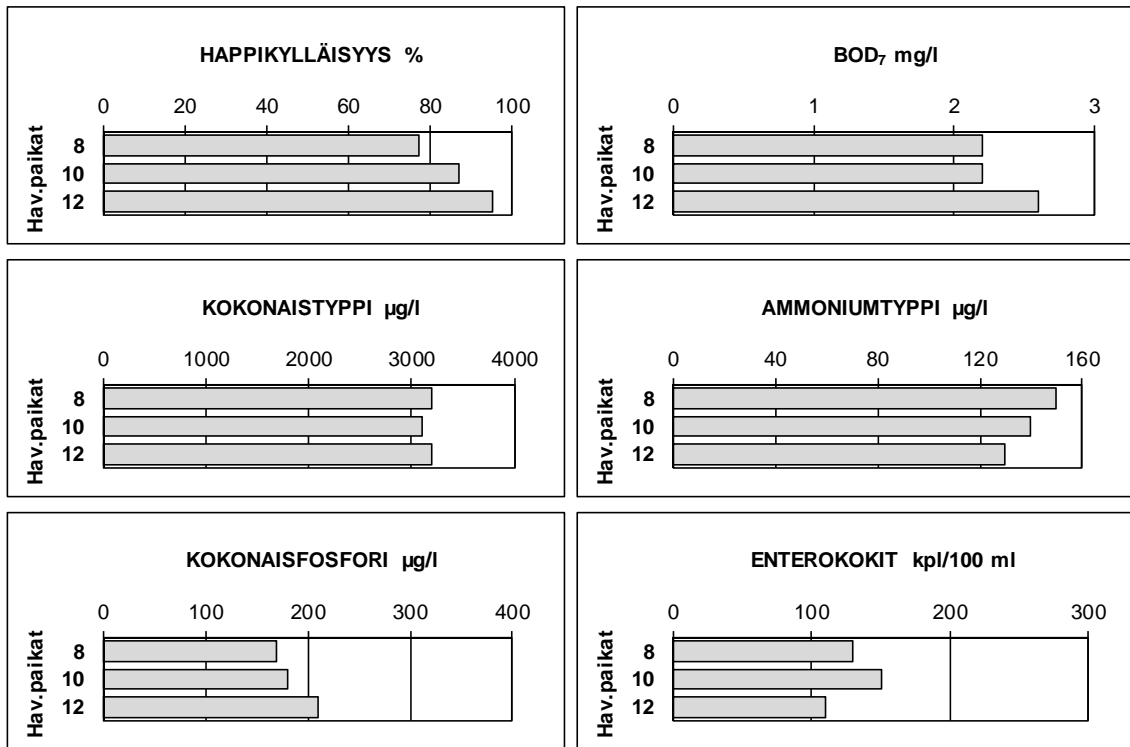 HAPPIKYLLÄISYYS %
0 20 40 60 80 100
Hav.paikat
8
10
12
BOD₇ mg/l
0 1 2 3
Hav.paikat
8
10
12
KOKONAISTYPPI µg/l
0 1000 2000 3000 4000
Hav.paikat
8
10
12
AMMONIUMTYPPI µg/l
0 40 80 120 160
Hav.paikat
8
10
12
KOKONAISFOSFORI µg/l
0 100 200 300 400
Hav.paikat
8
10
12
ENTEROKOKIT kpl/100 ml
0 100 200 300
Hav.paikat
8
10
12